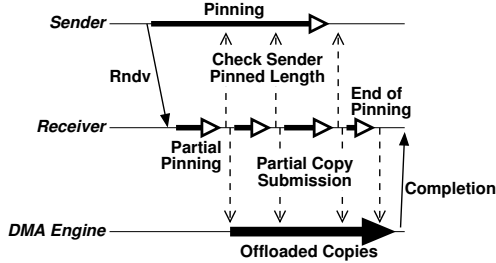 Pinning
Sender
Check Sender
Pinned Length
Rndv
End of
Pinning
Receiver
Partial
Pinning
Partial Copy
Submission
Completion
DMA Engine
Offloaded Copies